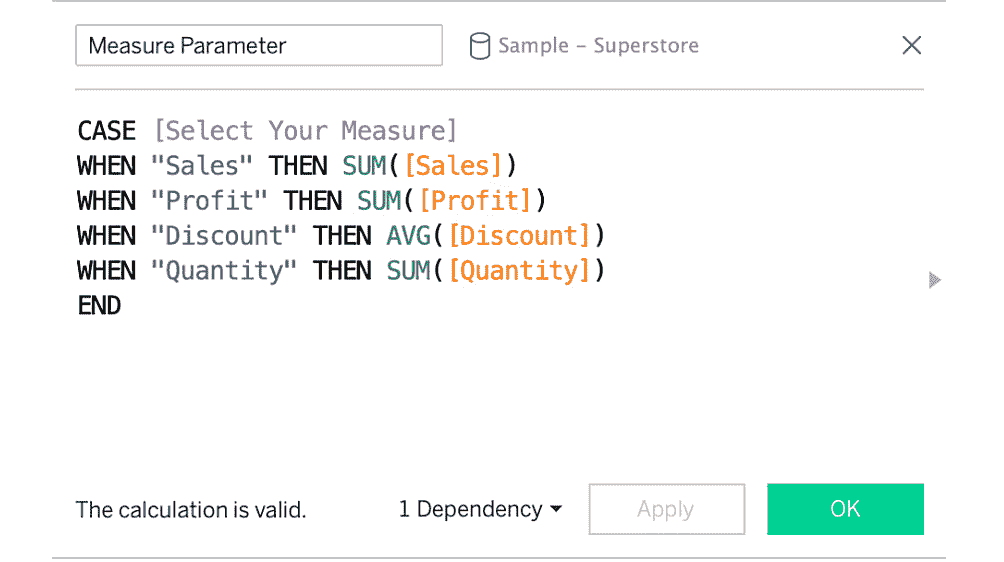 Measure Parameter
Sample – Superstore
CASE [Select Your Measure]
WHEN "Sales" THEN SUM([Sales])
WHEN "Profit" THEN SUM([Profit])
WHEN "Discount" THEN AVG([Discount])
WHEN "Quantity" THEN SUM([Quantity])
END
The calculation is valid.
1 Dependency
Apply
OK